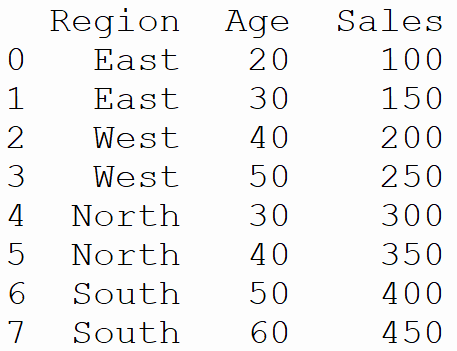 Region Age Sales
0 East 20 100
1 East 30 150
2 West 40 200
3 West 50 250
4 North 30 300
5 North 40 350
6 South 50 400
7 South 60 450